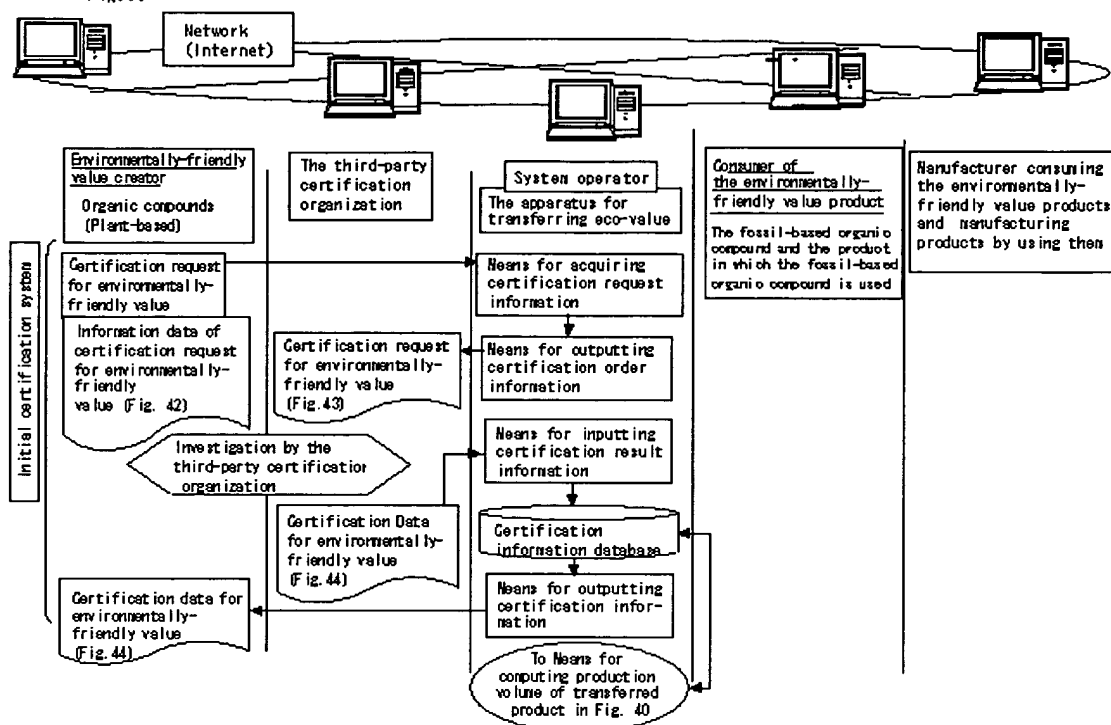 Network
(Internet)
Environmentally-friendly
value creator
Organic compounds
(Plant-based)
The third-party
certification
organization
System operator
The apparatus for
transferring eco-value
Consumer of
the environmentally-
friendly value product
The fossil-based organic
compound and the product
in which the fossil-based
organic compound is used
Manufacturer consuming
the environmentally-
friendly value products
and manufacturing
products by using them
Initial certification system
Certification request
for environmentally-
friendly value
Means for acquiring
certification request
information
Information data of
certification request
for environmentally-
friendly
value (Fig. 42)
Certification request
for environmentally-
friendly value
(Fig.43)
Means for outputting
certification order
information
Investigation by the
third-party certification
organization
Means for inputting
certification result
information
Certification Data
for environmentally-
friendly value
(Fig.44)
Certification
information database
Certification data for
environmentally-
friendly value
(Fig.44)
Means for outputting
certification infor-
mation
To Means for
computing production
volume of transferred
product in Fig. 40